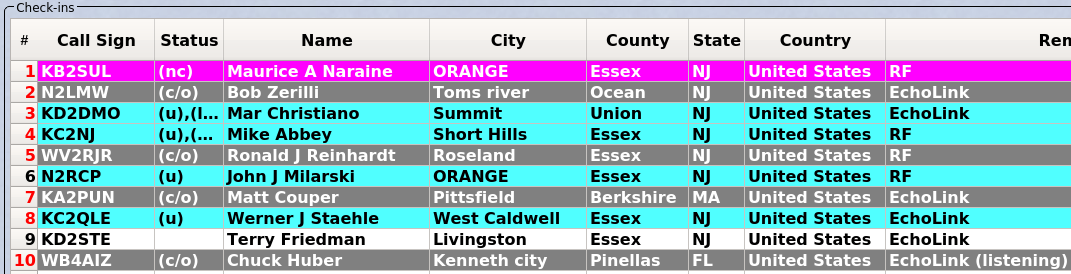 Check-ins
# Call Sign Status Name City County State Country Rem
1 KB2SUL (nc) Maurice A Naraine ORANGE Essex NJ United States RF
2 N2LMW (c/o) Bob Zerilli Toms river Ocean NJ United States EchoLink
3 KD2DMO (u),(l... Mar Christiano Summit Union NJ United States EchoLink
4 KC2NJ (u),(... Mike Abbey Short Hills Essex NJ United States RF
5 WV2RJR (c/o) Ronald J Reinhardt Roseland Essex NJ United States RF
6 N2RCP (u) John J Milarski ORANGE Essex NJ United States RF
7 KA2PUN (c/o) Matt Couper Pittsfield Berkshire MA United States EchoLink
8 KC2QLE (u) Werner J Staehle West Caldwell Essex NJ United States EchoLink
9 KD2STE Terry Friedman Livingston Essex NJ United States EchoLink
10 WB4AIZ (c/o) Chuck Huber Kenneth city Pinellas FL United States EchoLink (listening)